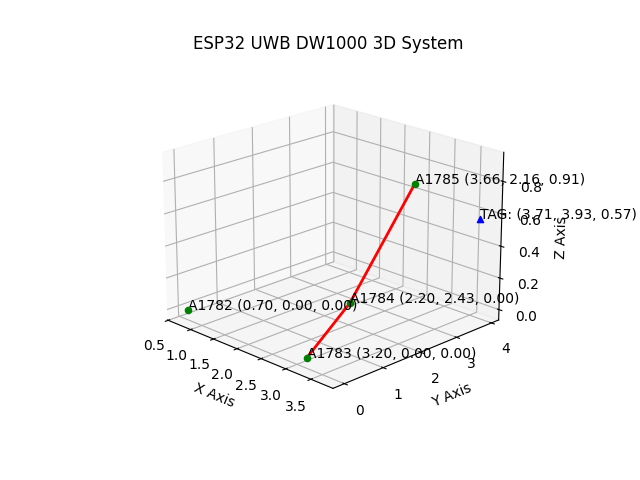 ESP32 UWB DW1000 3D System
A1785 (3.66, 2.16, 0.91)
TAG: (3.71, 3.93, 0.57)
A1784 (2.20, 2.43, 0.00)
A1782 (0.70, 0.00, 0.00)
A1783 (3.20, 0.00, 0.00)
0.8
0.6
0.4
0.2
0.0
Z Axis
0.5
1.0
1.5
2.0
2.5
3.0
3.5
X Axis
0
1
2
3
4
Y Axis